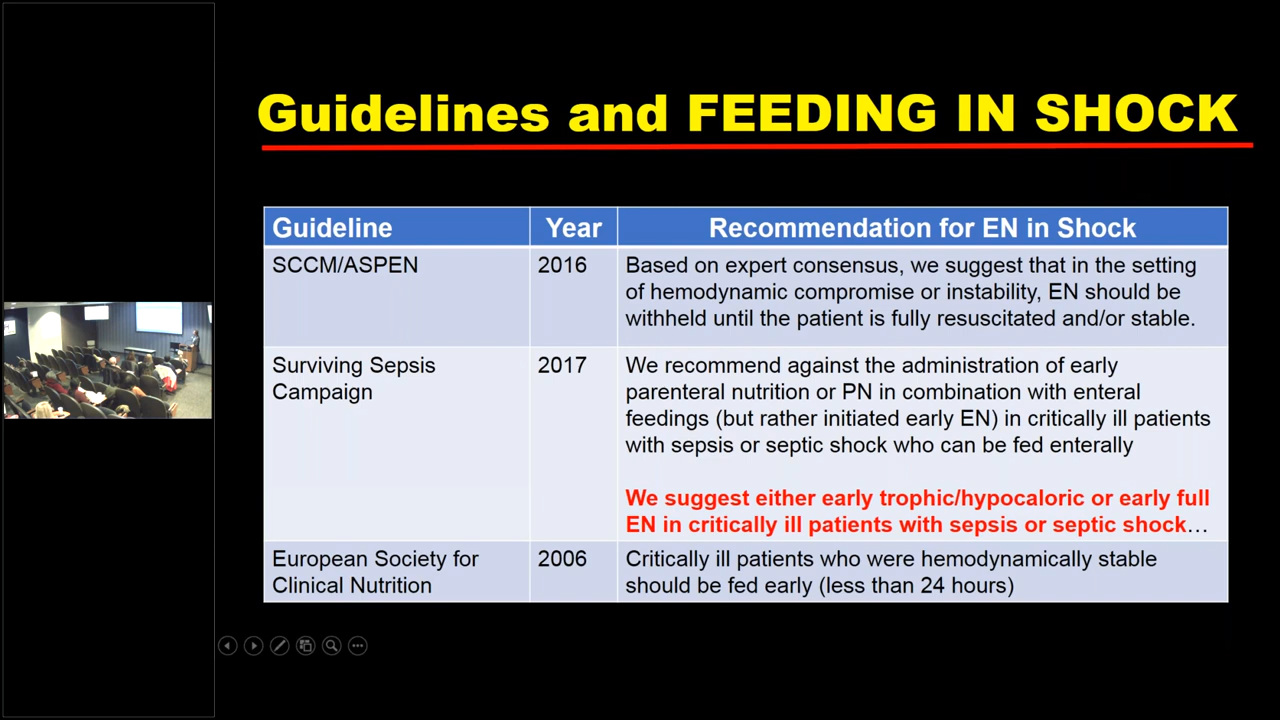 Guidelines and FEEDING IN SHOCK
Guideline
Year
Recommendation for EN in Shock
SCCM/ASPEN
2016
Based on expert consensus, we suggest that in the setting
of hemodynamic compromise or instability, EN should be
withheld until the patient is fully resuscitated and/or stable.
Surviving Sepsis
Campaign
2017
We recommend against the administration of early
parenteral nutrition or PN in combination with enteral
feedings (but rather initiated early EN) in critically ill patients
with sepsis or septic shock who can be fed enterally
We suggest either early trophic/hypocaloric or early full
EN in critically ill patients with sepsis or septic shock…
European Society for
Clinical Nutrition
2006
Critically ill patients who were hemodynamically stable
should be fed early (less than 24 hours)